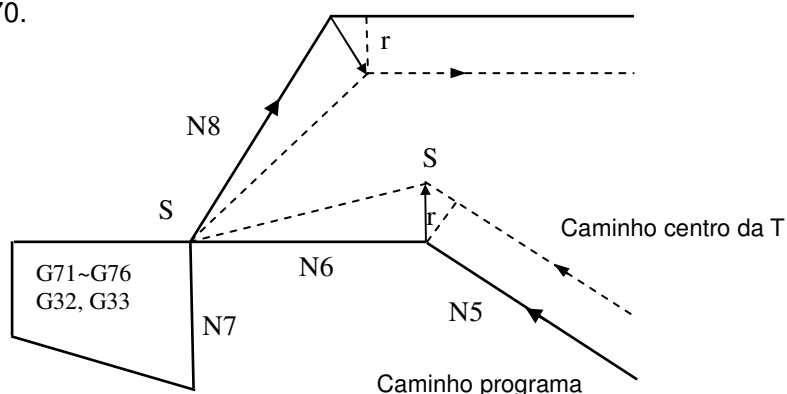 70.
r
N8
S
S
r
Caminho centro da T
G71~G76
G32, G33
N6
N7
N5
Caminho programa